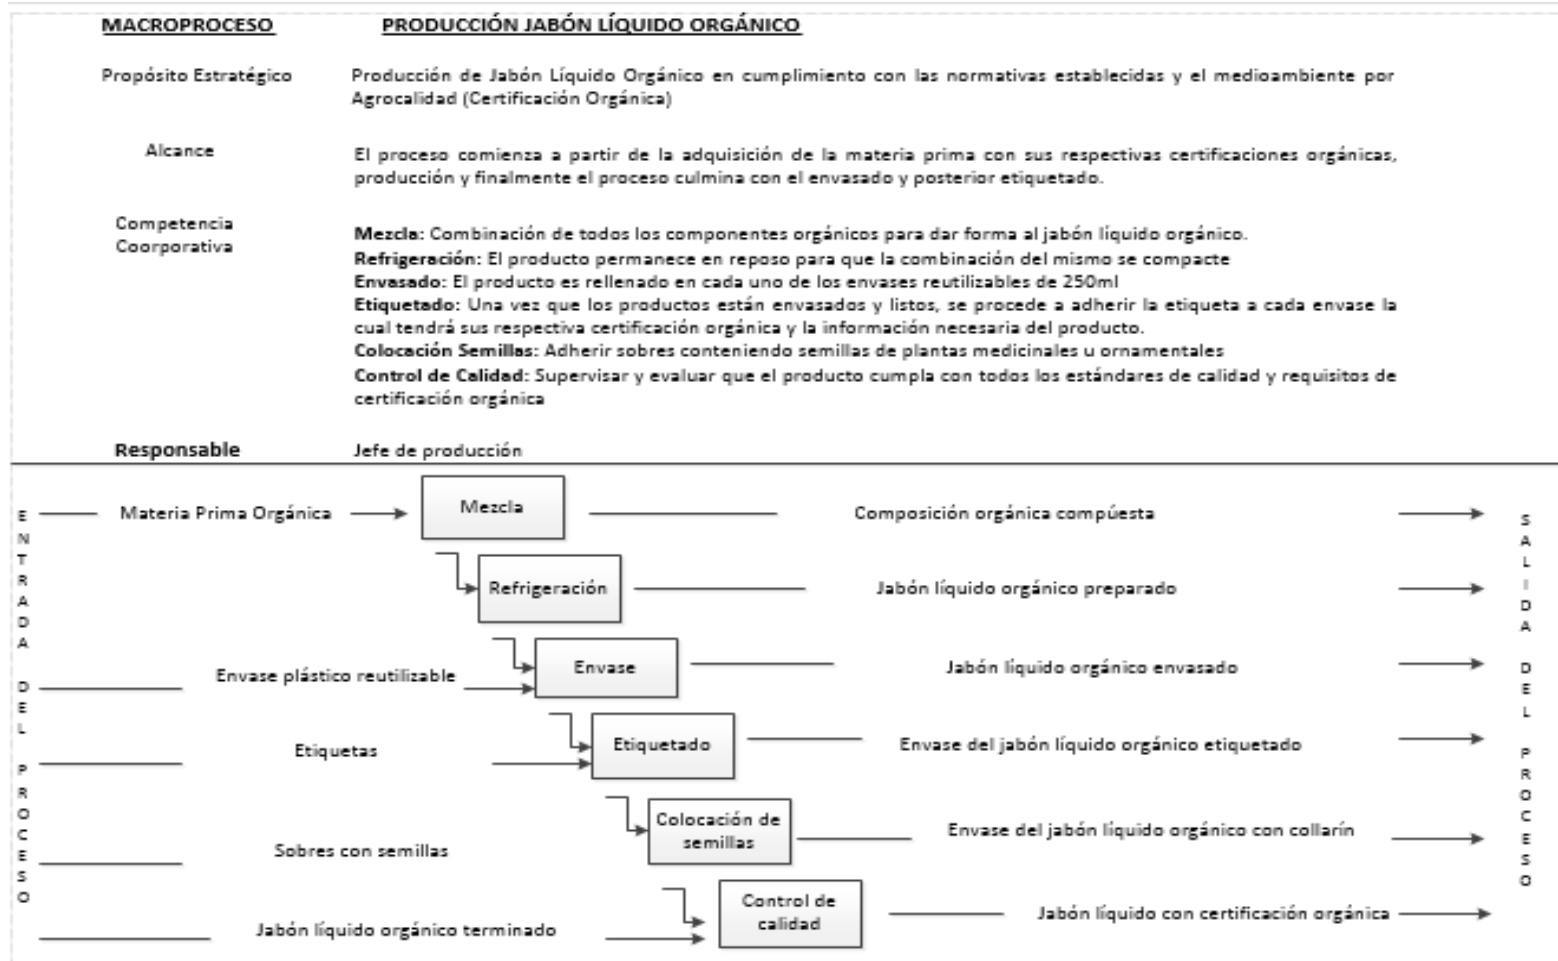 MACROPROCESO PRODUCCIÓN JABÓN LÍQUIDO ORGÁNICO
Propósito Estratégico Producción de Jabón Líquido Orgánico en cumplimiento con las normativas establecidas y el medioambiente por
Agrocalidad (Certificación Orgánica)
Alcance El proceso comienza a partir de la adquisición de la materia prima con sus respectivas certificaciones orgánicas,
producción y finalmente el proceso culmina con el envasado y posterior etiquetado.
Competencia
Coorporativa
Mezcla: Combinación de todos los componentes orgánicos para dar forma al jabón líquido orgánico.
Refrigeración: El producto permanece en reposo para que la combinación del mismo se compacte
Envasado: El producto es rellenado en cada uno de los envases reutilizables de 250ml
Etiquetado: Una vez que los productos están envasados y listos, se procede a adherir la etiqueta a cada envase la
cual tendrá sus respectiva certificación orgánica y la información necesaria del producto.
Colocación Semillas: Adherir sobres conteniendo semillas de plantas medicinales u ornamentales
Control de Calidad: Supervisar y evaluar que el producto cumpla con todos los estándares de calidad y requisitos de
certificación orgánica
Responsable Jefe de producción
ENTRADA DEL PROCESO
Materia Prima Orgánica Mezcla Composición orgánica compúesta
Refrigeración Jabón líquido orgánico preparado
Envase plástico reutilizable Envase Jabón líquido orgánico envasado
Etiquetas Etiquetado Envase del jabón líquido orgánico etiquetado
Sobres con semillas Colocación de
semillas Envase del jabón líquido orgánico con collarín
Jabón líquido orgánico terminado Control de
calidad Jabón líquido con certificación orgánica
SALIDA DEL PROCESO